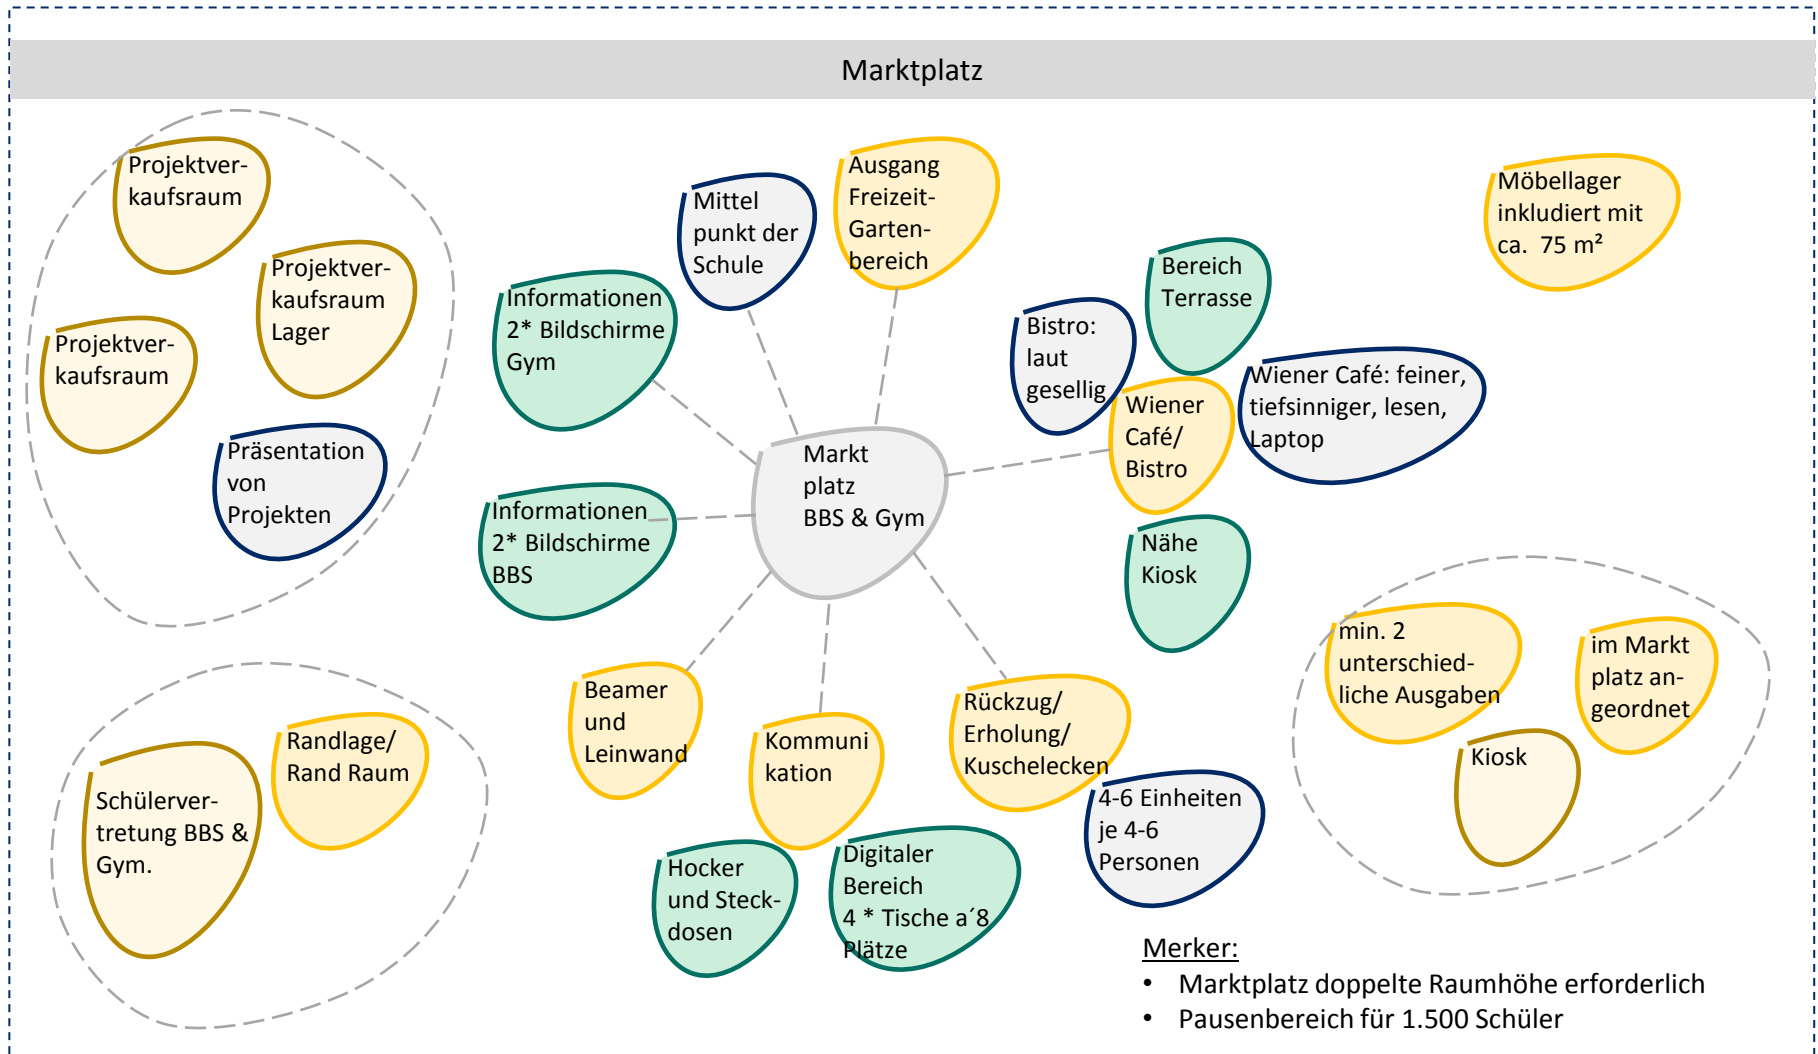 Marktplatz
Projektver-
kaufsraum
Projektver-
kaufsraum
Lager
Projektver-
kaufsraum
Präsentation
von
Projekten
Mittel
punkt der
Schule
Ausgang
Freizeit-
Garten-
bereich
Informationen
2* Bildschirme
Gym
Informationen
2* Bildschirme
BBS
Markt
platz
BBS & Gym
Bereich
Terrasse
Bistro:
laut
gesellig
Wiener
Café/
Bistro
Wiener Café: feiner,
tiefsinniger, lesen,
Laptop
Nähe
Kiosk
Möbellager
inkludiert mit
ca. 75 m²
min. 2
unterschied-
liche Ausgaben
im Markt
platz an-
geordnet
Kiosk
Schülerver-
tretung BBS &
Gym.
Randlage/
Rand Raum
Beamer
und
Leinwand
Kommuni
kation
Rückzug/
Erholung/
Kuschelecken
4-6 Einheiten
je 4-6
Personen
Hocker
und Steck-
dosen
Digitaler
Bereich
4 * Tische a´8
Plätze
Merker:
• Marktplatz doppelte Raumhöhe erforderlich
• Pausenbereich für 1.500 Schüler